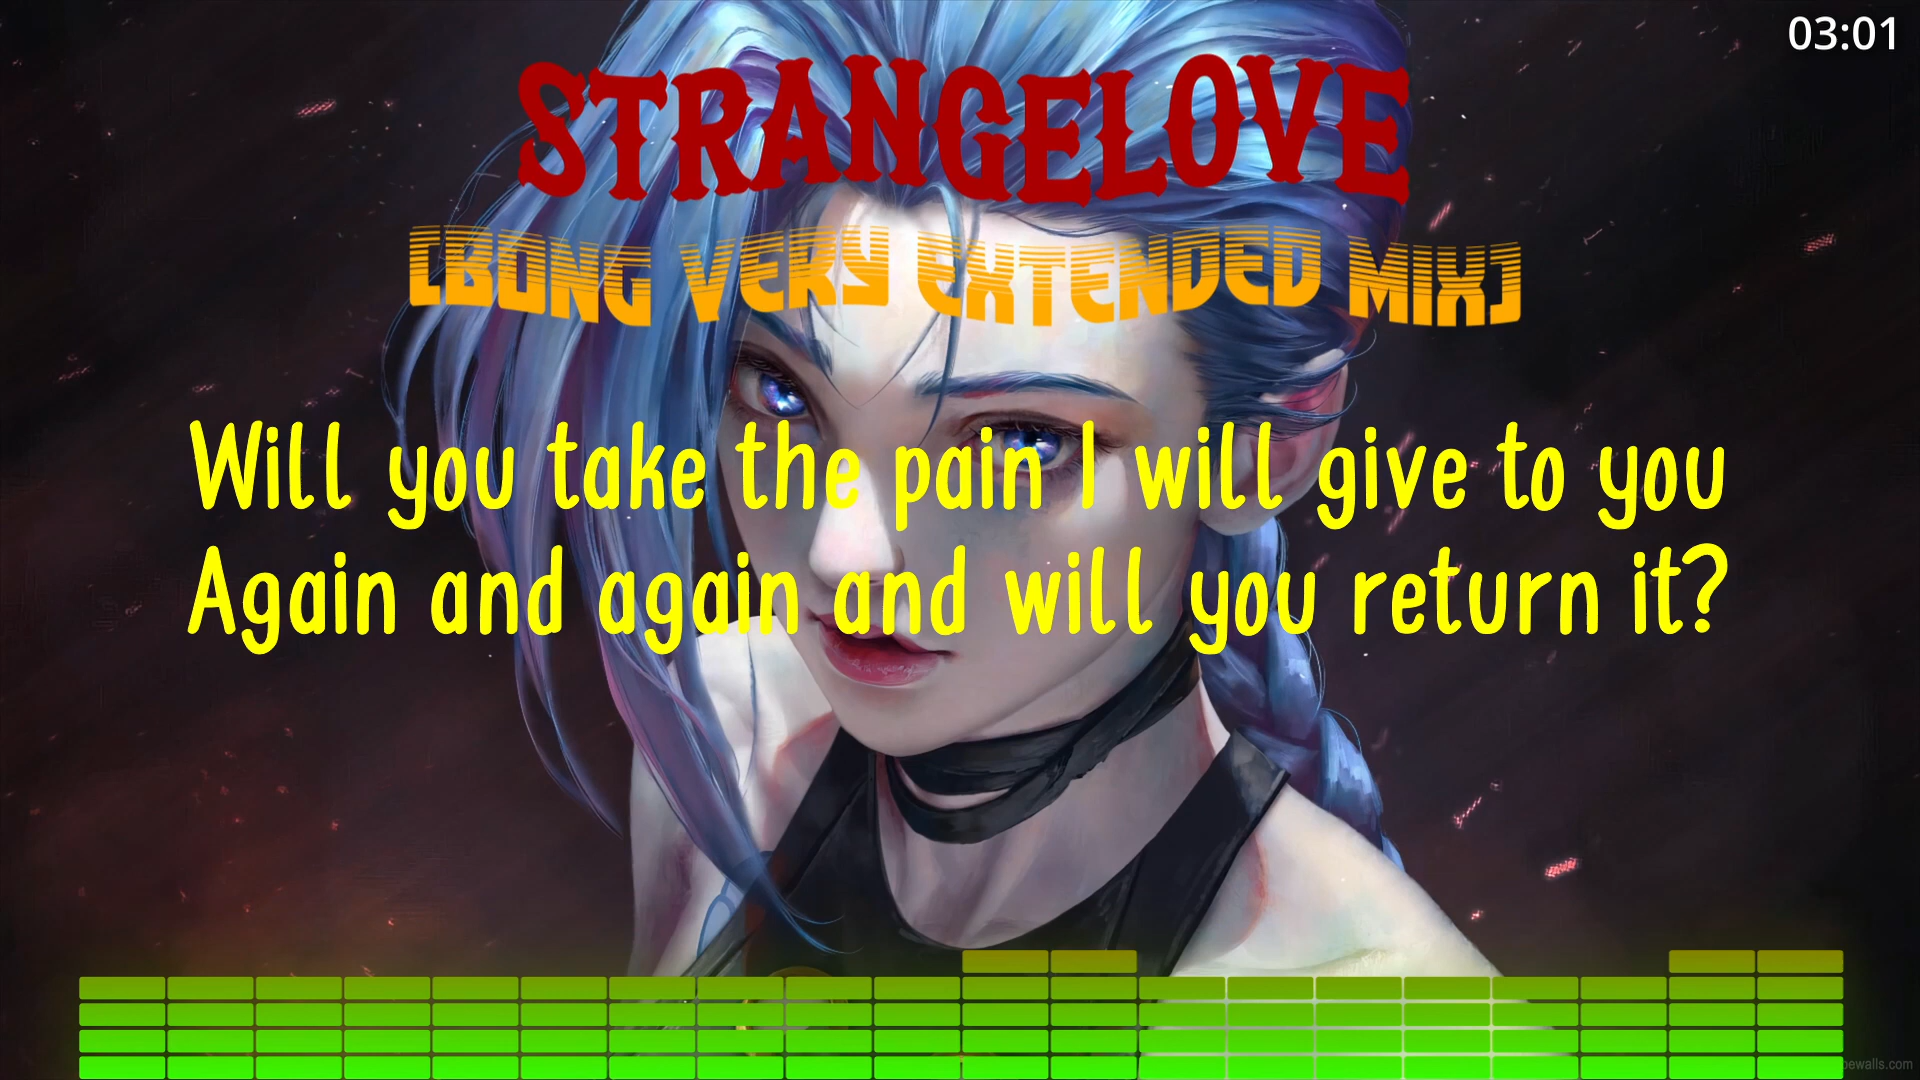 03:01
STRANGELOVE
[BONG VERY EXTENDED MIX]
Will you take the pain I will give to you
Again and again and will you return it?